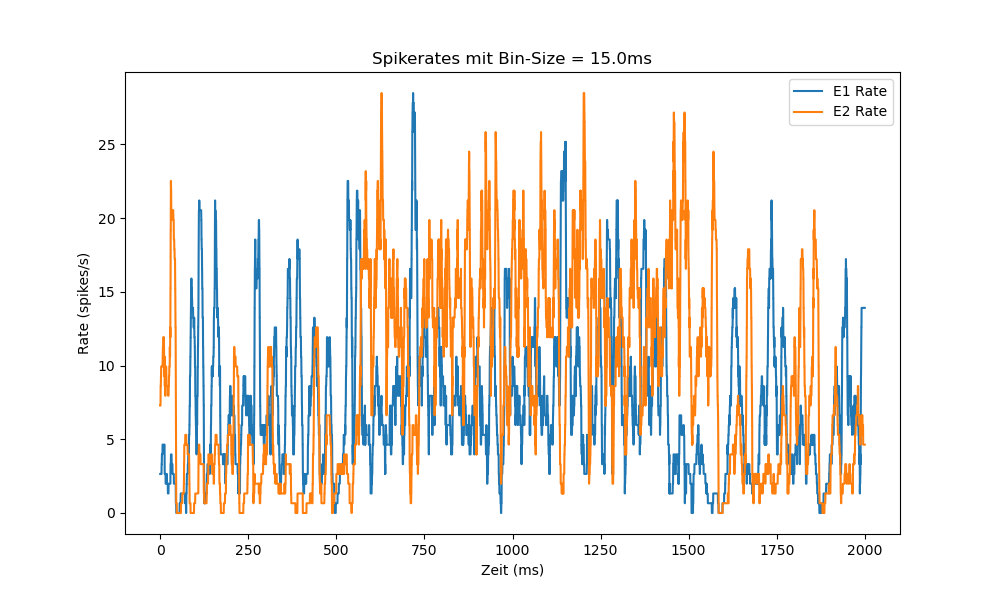 Spikerates mit Bin-Size = 15.0ms
E1 Rate
E2 Rate
Rate (spikes/s)
25
20
15
10
5
0
0 250 500 750 1000 1250 1500 1750 2000
Zeit (ms)